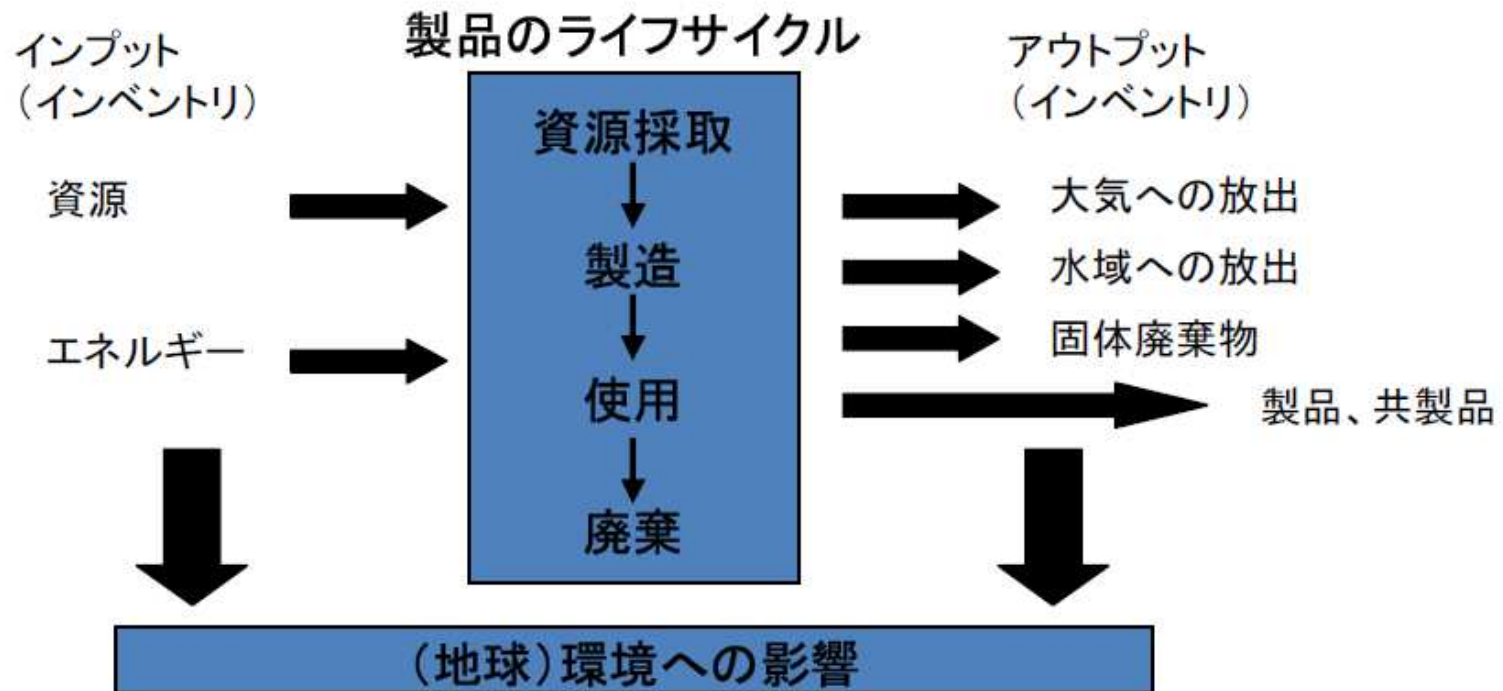 製品のライフサイクル
インプット
（インベントリ）
資源
エネルギー
資源採取
製造
使用
廃棄
アウトプット
（インベントリ）
大気への放出
水域への放出
固体廃棄物
製品、共製品
（地球）環境への影響